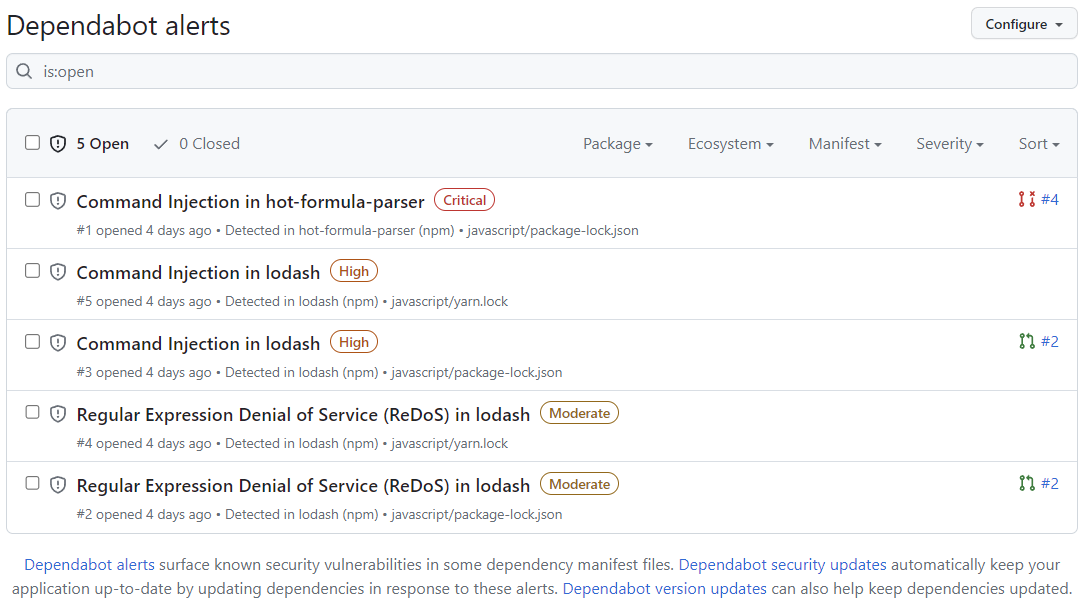 Dependabot alerts
Configure
is:open
5 Open 0 Closed Package Ecosystem Manifest Severity Sort
Command Injection in hot-formula-parser Critical #4
#1 opened 4 days ago • Detected in hot-formula-parser (npm) • javascript/package-lock.json
Command Injection in lodash High
#5 opened 4 days ago • Detected in lodash (npm) • javascript/yarn.lock
Command Injection in lodash High #2
#3 opened 4 days ago • Detected in lodash (npm) • javascript/package-lock.json
Regular Expression Denial of Service (ReDoS) in lodash Moderate
#4 opened 4 days ago • Detected in lodash (npm) • javascript/yarn.lock
Regular Expression Denial of Service (ReDoS) in lodash Moderate #2
#2 opened 4 days ago • Detected in lodash (npm) • javascript/package-lock.json
Dependabot alerts surface known security vulnerabilities in some dependency manifest files. Dependabot security updates automatically keep your
application up-to-date by updating dependencies in response to these alerts. Dependabot version updates can also help keep dependencies updated.